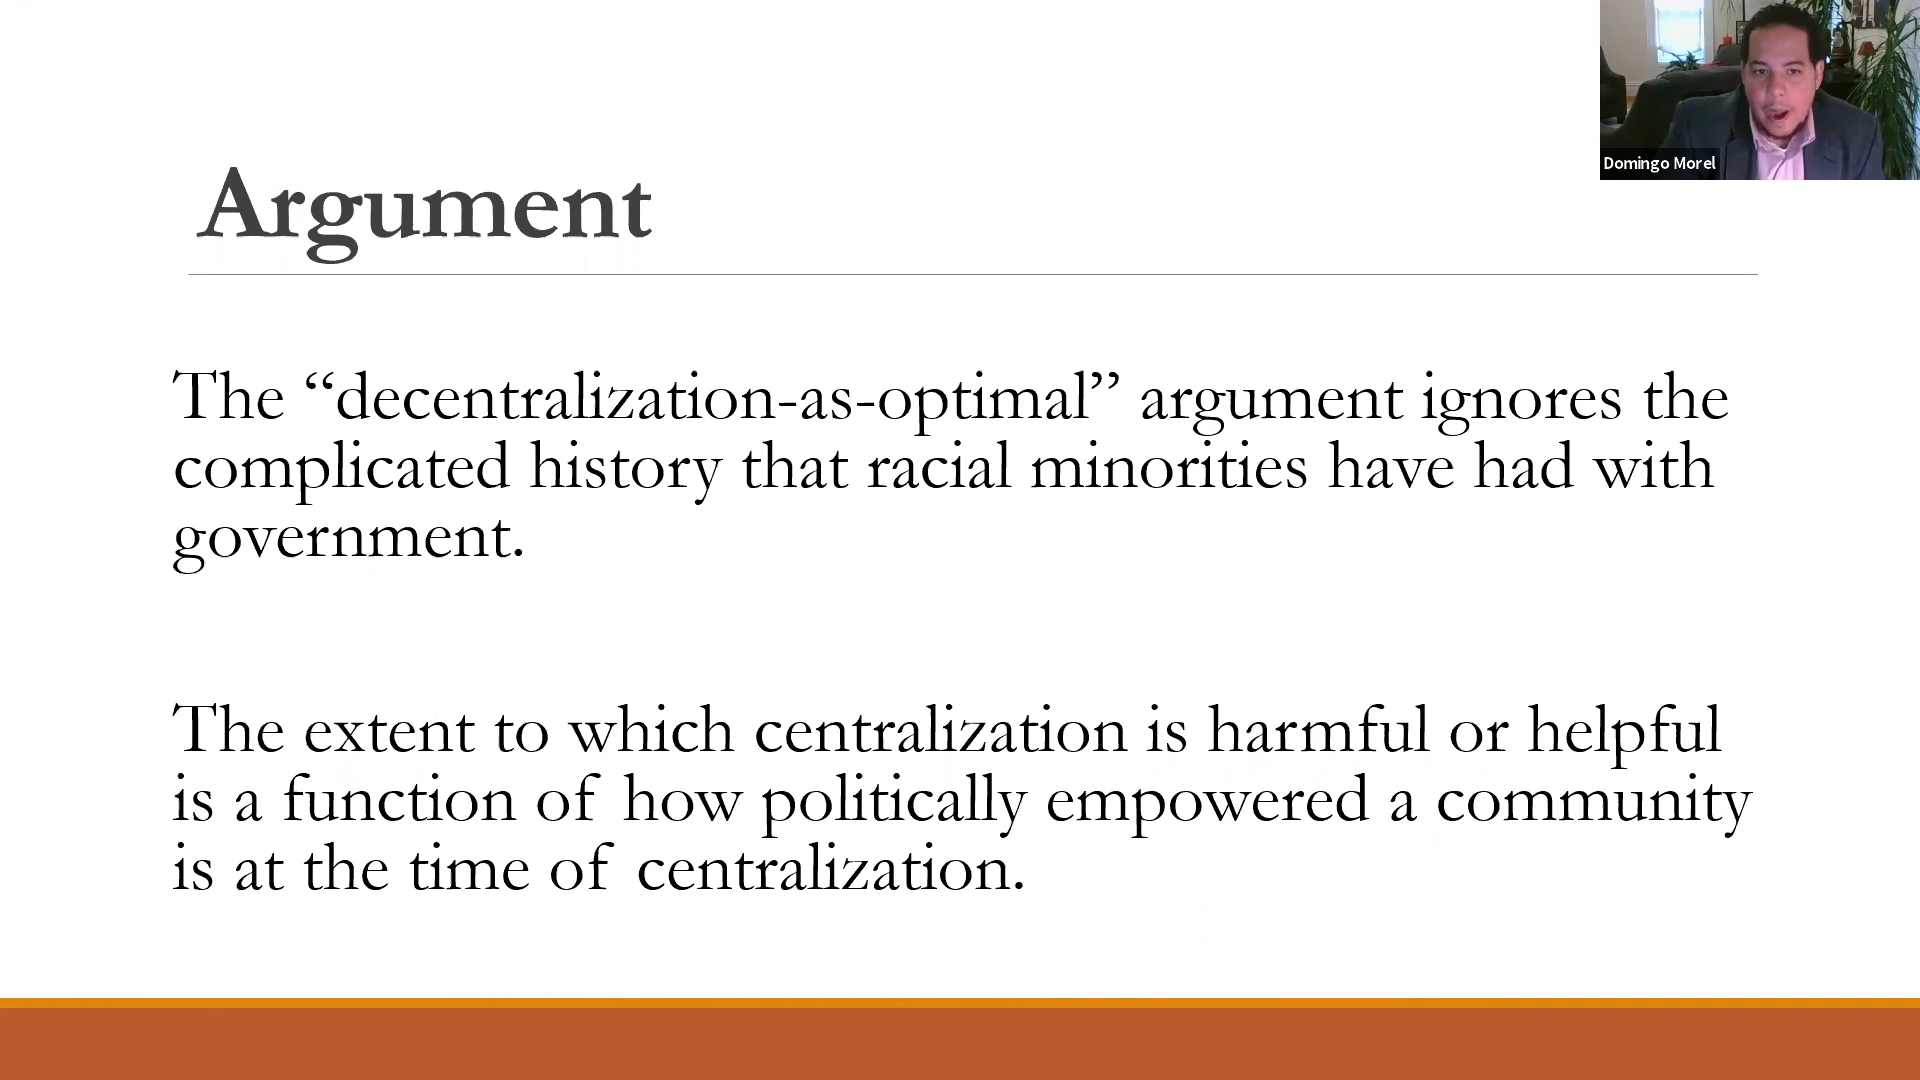 Domingo Morel
Argument
The “decentralization-as-optimal” argument ignores the
complicated history that racial minorities have had with
government.
The extent to which centralization is harmful or helpful
is a function of how politically empowered a community
is at the time of centralization.